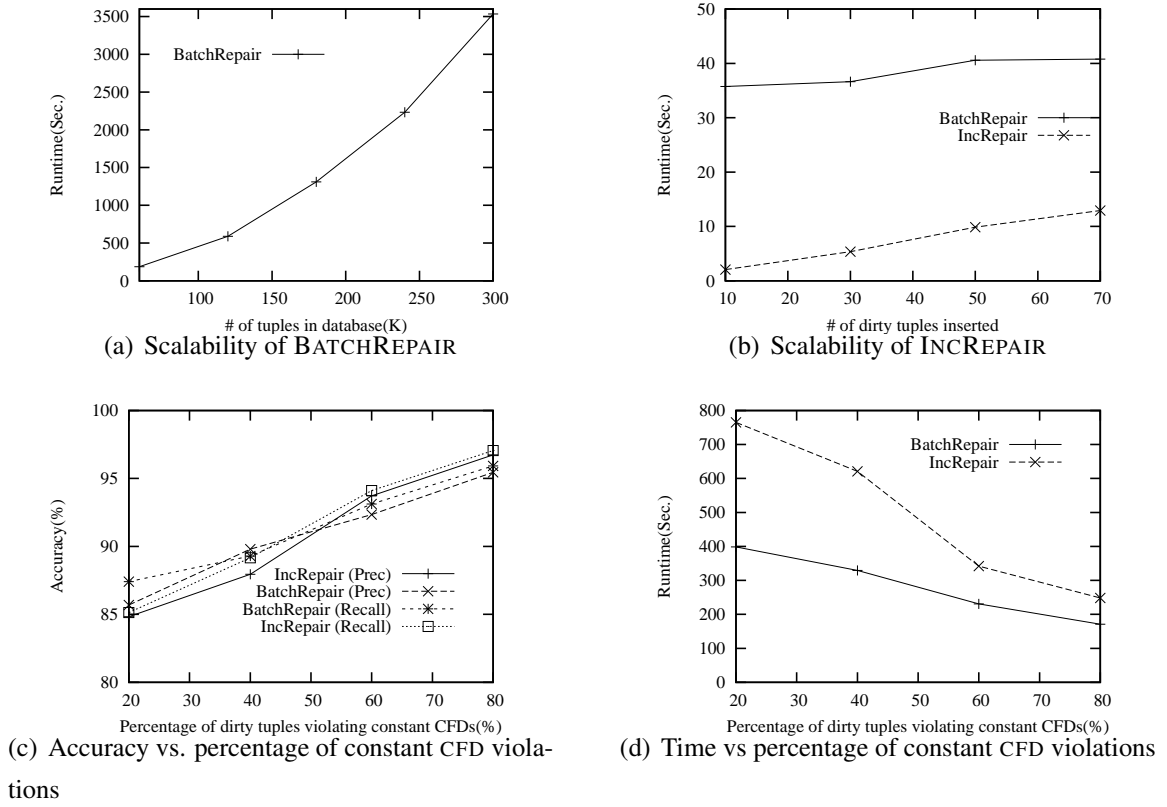 3500
3000
2500
2000
1500
1000
500
0
Runtime(Sec.)
BatchRepair
100 150 200 250 300
# of tuples in database(K)
(a) Scalability of BATCHREPAIR
50
40
30
20
10
0
Runtime(Sec.)
BatchRepair
IncRepair
10 20 30 40 50 60 70
# of dirty tuples inserted
(b) Scalability of INCREPAIR
100
95
90
85
80
Accuracy(%)
IncRepair (Prec)
BatchRepair (Prec)
BatchRepair (Recall)
IncRepair (Recall)
20 30 40 50 60 70 80
Percentage of dirty tuples violating constant CFDs(%)
(c) Accuracy vs. percentage of constant CFD viola-
tions
800
700
600
500
400
300
200
100
0
Runtime(Sec.)
BatchRepair
IncRepair
20 30 40 50 60 70 80
Percentage of dirty tuples violating constant CFDs(%)
(d) Time vs percentage of constant CFD violations